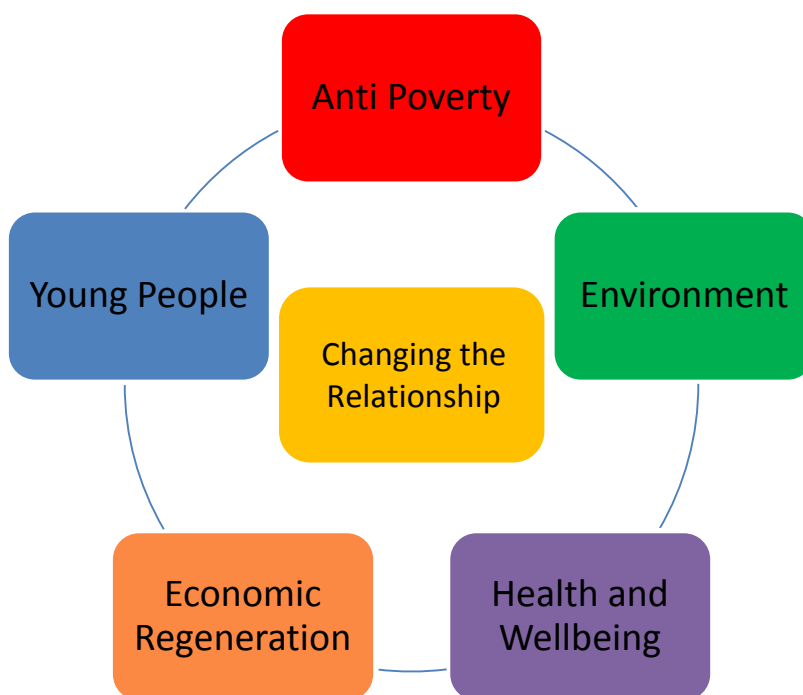 Anti Poverty
Young People
Environment
Changing the
Relationship
Economic
Regeneration
Health and
Wellbeing